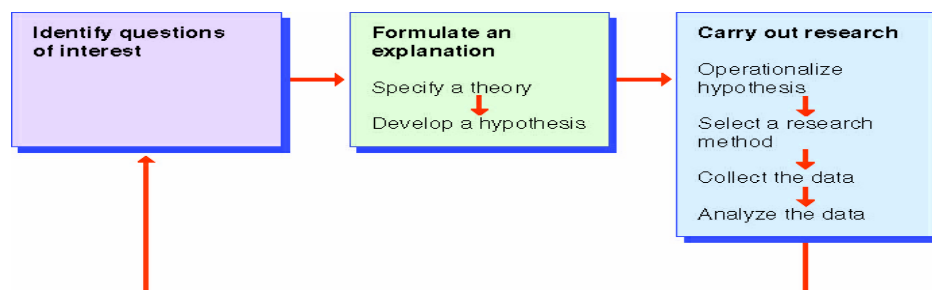 Identify questions
of interest
Formulate an
explanation
Specify a theory
Develop a hypothesis
Carry out research
Operationalize
hypothesis
Select a research
method
Collect the data
Analyze the data